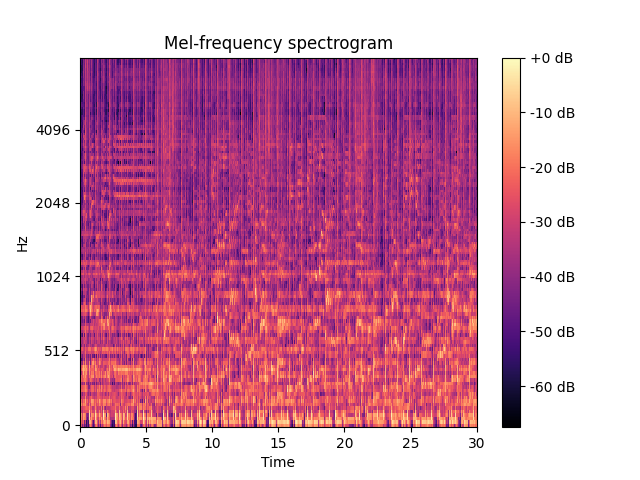 Mel-frequency spectrogram
Hz
4096
2048
1024
512
0
0 5 10 15 20 25 30
Time
+0 dB
-10 dB
-20 dB
-30 dB
-40 dB
-50 dB
-60 dB